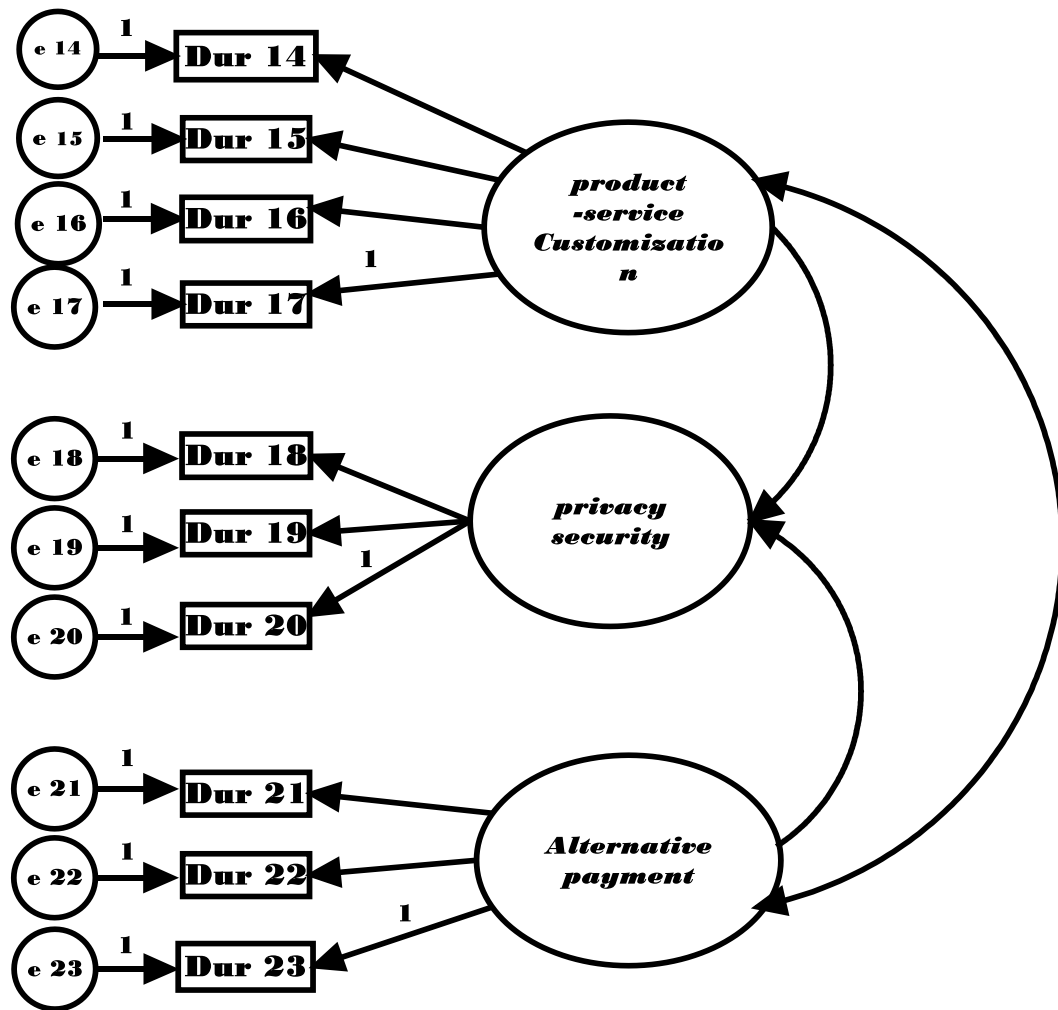 1
e 14
Dur 14
1
e 15
Dur 15
1
e 16
Dur 16
1
e 17
Dur 17
1
product
-service
Customizatio
n
1
e 18
Dur 18
1
e 19
Dur 19
1
1
e 20
Dur 20
privacy
security
1
e 21
Dur 21
1
e 22
Dur 22
1
1
e 23
Dur 23
Alternative
payment